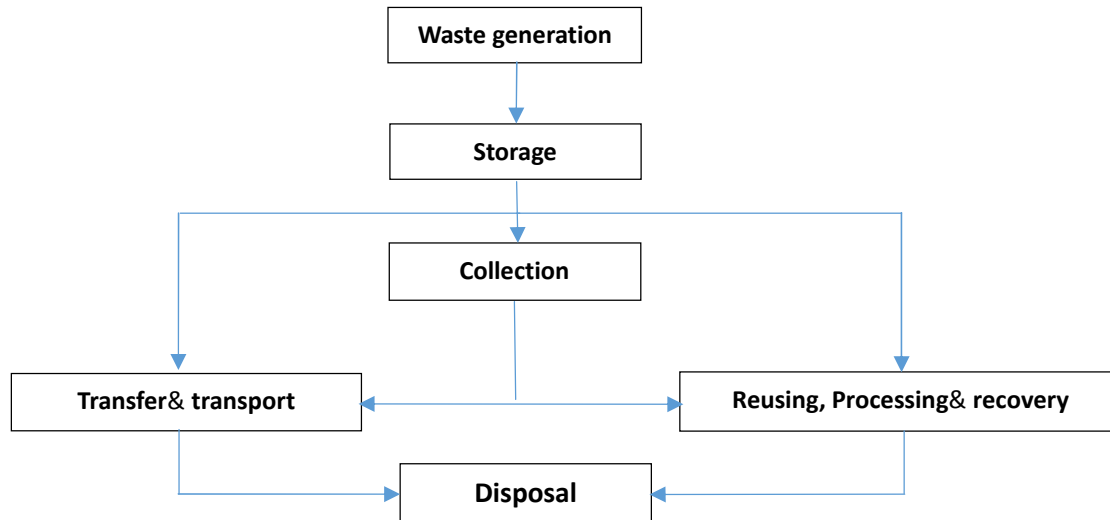 Waste generation
Storage
Collection
Transfer& transport
Reusing, Processing& recovery
Disposal